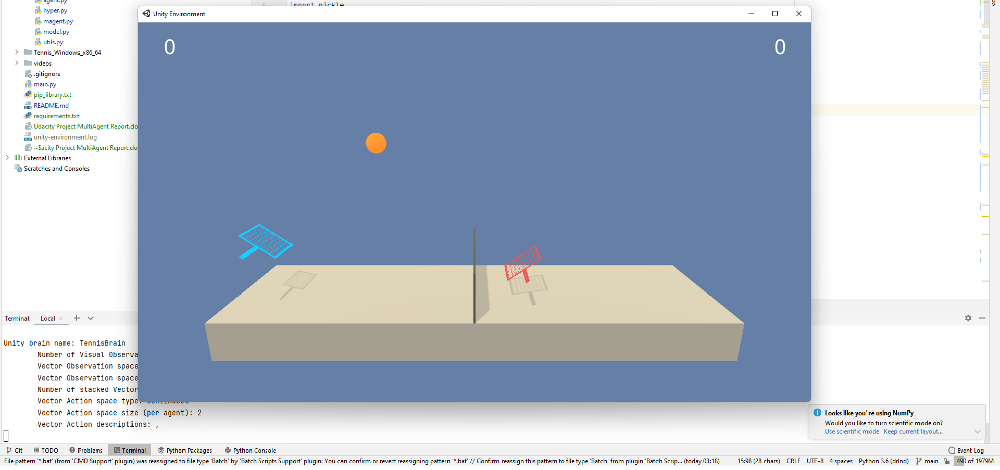 agent.py
hyper.py
magent.py
model.py
utils.py
Tennis_Windows_x86_64
videos
.gitignore
main.py
pip_library.txt
README.md
requirements.txt
Udacity Project MultiAgent Report.do
unity-environment.log
~$acity Project MultiAgent Report.do
External Libraries
Scratches and Consoles
6 import pickle
Unity Environment
0 0
Terminal: Local
Unity brain name: TennisBrain
Number of Visual Observa
Vector Observation space
Vector Observation space
Number of stacked Vector
Vector Action space type: continuous
Vector Action space size (per agent): 2
Vector Action descriptions: ,
Looks like you're using NumPy
Would you like to turn scientific mode on?
Use scientific mode Keep current layout...
Git TODO Problems Terminal Python Packages Python Console Event Log
File pattern '*.bat' (from 'CMD Support' plugin) was reassigned to file type 'Batch' by 'Batch Scripts Support' plugin: You can confirm or revert reassigning pattern '*.bat' // Confirm reassign this pattern to file type 'Batch' from plugin 'Batch Scrip... (today 03:18) 15:98 (28 chars) CRLF UTF-8 4 spaces Python 3.6 (drlnd) main 490 of 1979M